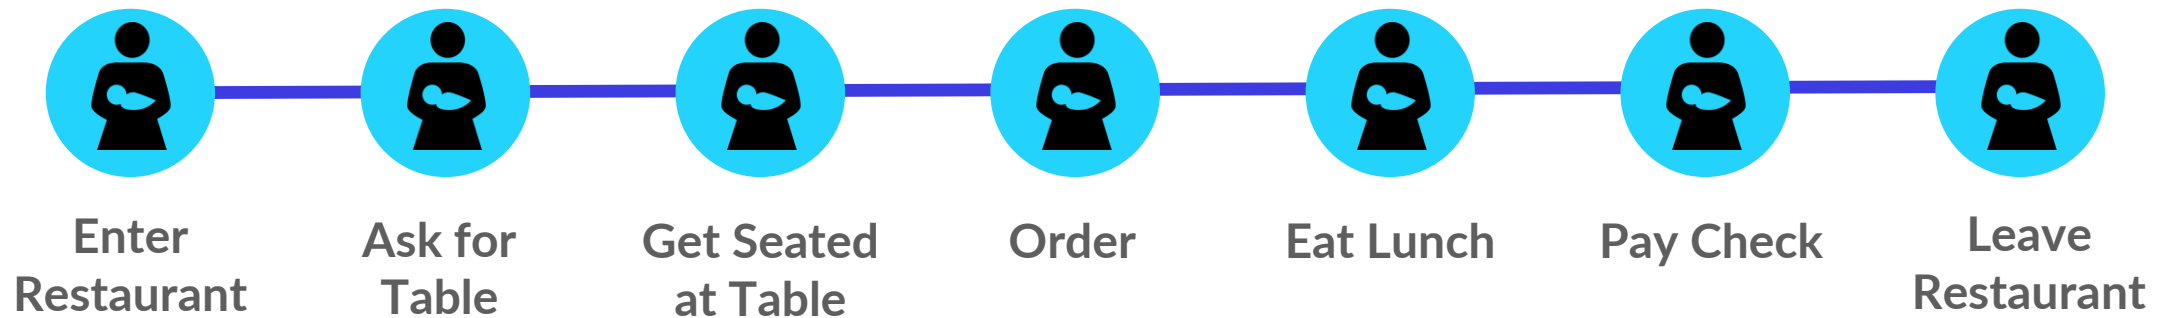 Enter
Restaurant
Ask for
Table
Get Seated
at Table
Order
Eat Lunch
Pay Check
Leave
Restaurant